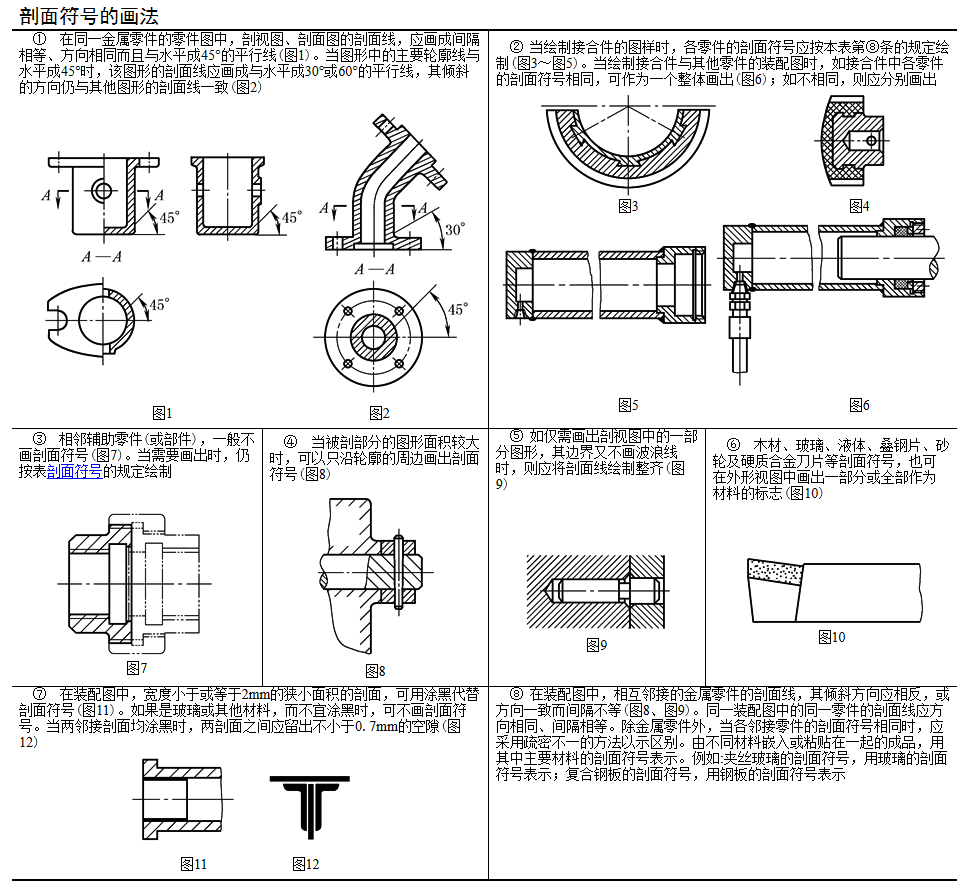 剖面符号的画法
① 在同一金属零件的零件图中，剖视图、剖面图的剖面线，应画成间隔
相等、方向相同而且与水平成45°的平行线(图1)。当图形中的主要轮廓线与
水平成45°时，该图形的剖面线应画成与水平成30°或60°的平行线，其倾斜
的方向仍与其他图形的剖面线一致(图2)
A
A
45°
45°
A—A
45°
图1
A
A
30°
A—A
45°
图2
② 当绘制接合件的图样时，各零件的剖面符号应按本表第⑧条的规定绘
制(图3～图5)。当绘制接合件与其他零件的装配图时，如接合件中各零件
的剖面符号相同，可作为一个整体画出(图6)；如不相同，则应分别画出
图3
图4
图5
图6
③ 相邻辅助零件(或部件)，一般不
画剖面符号(图7)。当需要画出时，仍
按表剖面符号的规定绘制
图7
④ 当被剖部分的图形面积较大
时，可以只沿轮廓的周边画出剖面
符号(图8)
图8
⑤ 如仅需画出剖视图中的一部
分图形，其边界又不画波浪线
时，则应将剖面线绘制整齐(图
9)
图9
⑥ 木材、玻璃、液体、叠钢片、砂
轮及硬质合金刀片等剖面符号，也可
在外形视图中画出一部分或全部作为
材料的标志(图10)
图10
⑦ 在装配图中，宽度小于或等于2mm的狭小面积的剖面，可用涂黑代替
剖面符号(图11)。如果是玻璃或其他材料，而不宜涂黑时，可不画剖面符
号。当两邻接剖面均涂黑时，两剖面之间应留出不小于0.7mm的空隙(图
12)
图11
图12
⑧ 在装配图中，相互邻接的金属零件的剖面线，其倾斜方向应相反，或
方向一致而间隔不等(图8、图9)。同一装配图中的同一零件的剖面线应方
向相同、间隔相等。除金属零件外，当各邻接零件的剖面符号相同时，应
采用疏密不一的方法以示区别。由不同材料嵌入或粘贴在一起的成品，用
其中主要材料的剖面符号表示。例如:夹丝玻璃的剖面符号，用玻璃的剖面
符号表示；复合钢板的剖面符号，用钢板的剖面符号表示